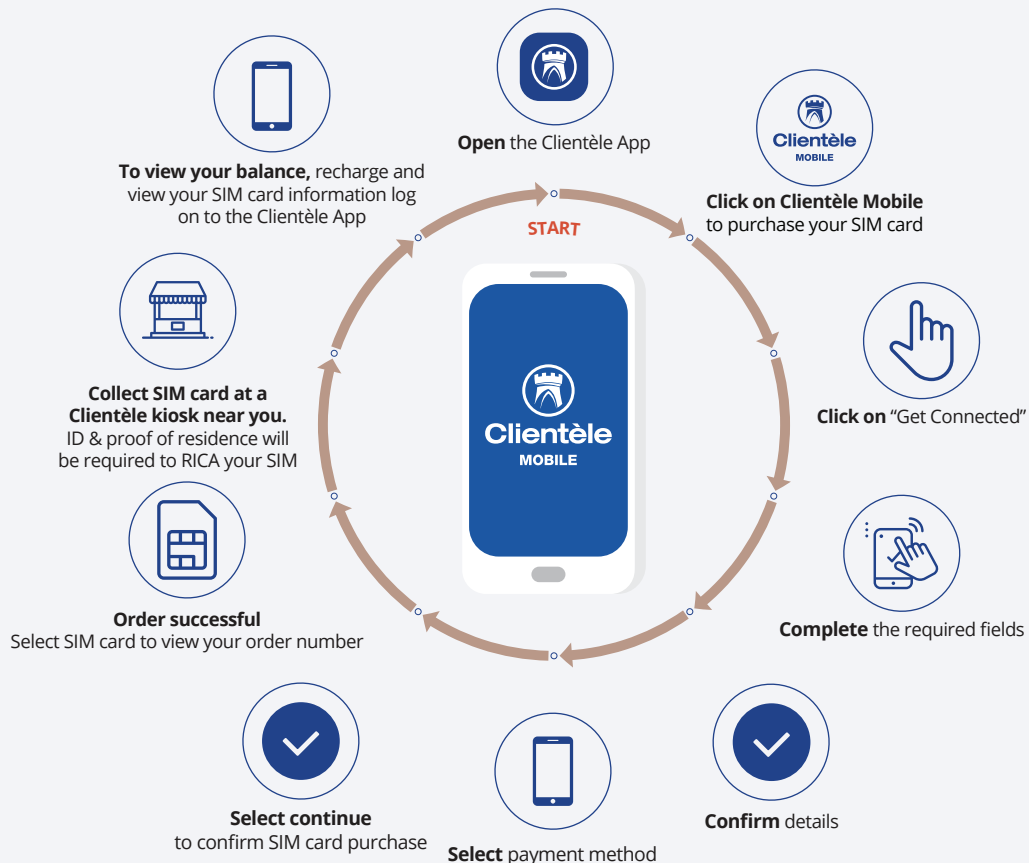 Open the Clientèle App
START
Clientèle
MOBILE
Click on Clientèle Mobile
to purchase your SIM card
Click on “Get Connected”
Complete the required fields
Confirm details
Select payment method
Select continue
to confirm SIM card purchase
Order successful
Select SIM card to view your order number
Collect SIM card at a
Clientèle kiosk near you.
ID & proof of residence will
be required to RICA your SIM
To view your balance, recharge and
view your SIM card information log
on to the Clientèle App
Clientèle
MOBILE